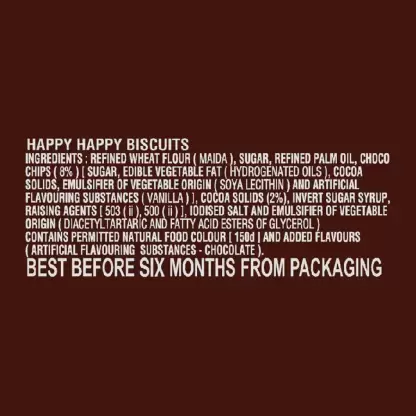 HAPPY HAPPY BISCUITS
INGREDIENTS : REFINED WHEAT FLOUR ( MAIDA ), SUGAR, REFINED PALM OIL, CHOCO
CHIPS ( 8% ) [ SUGAR, EDIBLE VEGETABLE FAT ( HYDROGENATED OILS ), COCOA
SOLIDS, EMULSIFIER OF VEGETABLE ORIGIN ( SOYA LECITHIN ) AND ARTIFICIAL
FLAVOURING SUBSTANCES ( VANILLA ) ], COCOA SOLIDS (2%), INVERT SUGAR SYRUP,
RAISING AGENTS [ 503 ( ii ), 500 ( ii ) ], IODISED SALT AND EMULSIFIER OF VEGETABLE
ORIGIN ( DIACETYLTARTARIC AND FATTY ACID ESTERS OF GLYCEROL )
CONTAINS PERMITTED NATURAL FOOD COLOUR [ 150d ] AND ADDED FLAVOURS
( ARTIFICIAL FLAVOURING SUBSTANCES - CHOCOLATE ).
BEST BEFORE SIX MONTHS FROM PACKAGING